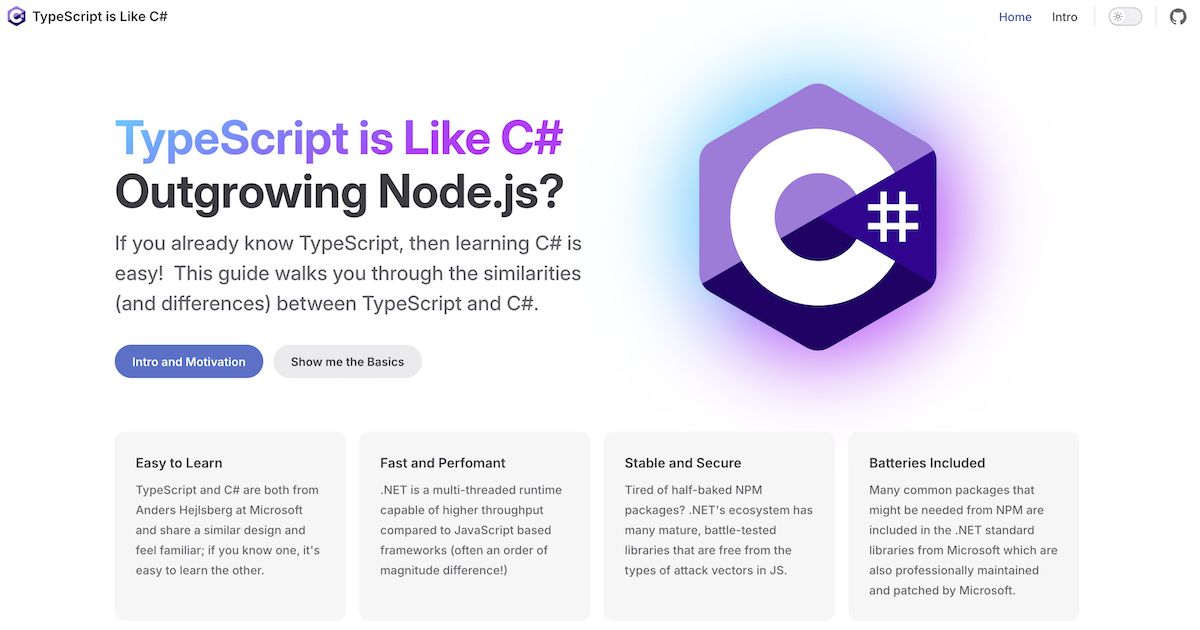 TypeScript is Like C#
Home
Intro
TypeScript is Like C#
Outgrowing Node.js?
If you already know TypeScript, then learning C# is
easy! This guide walks you through the similarities
(and differences) between TypeScript and C#.
#
Intro and Motivation
Show me the Basics
Easy to Learn
TypeScript and C# are both from
Anders Hejlsberg at Microsoft
and share a similar design and
feel familiar; if you know one, it's
easy to learn the other.
Fast and Perfomant
.NET is a multi-threaded runtime
capable of higher throughput
compared to JavaScript based
frameworks (often an order of
magnitude difference!)
Stable and Secure
Tired of half-baked NPM
packages? .NET's ecosystem has
many mature, battle-tested
libraries that are free from the
types of attack vectors in JS.
Batteries Included
Many common packages that
might be needed from NPM are
included in the .NET standard
libraries from Microsoft which are
also professionally maintained
and patched by Microsoft.